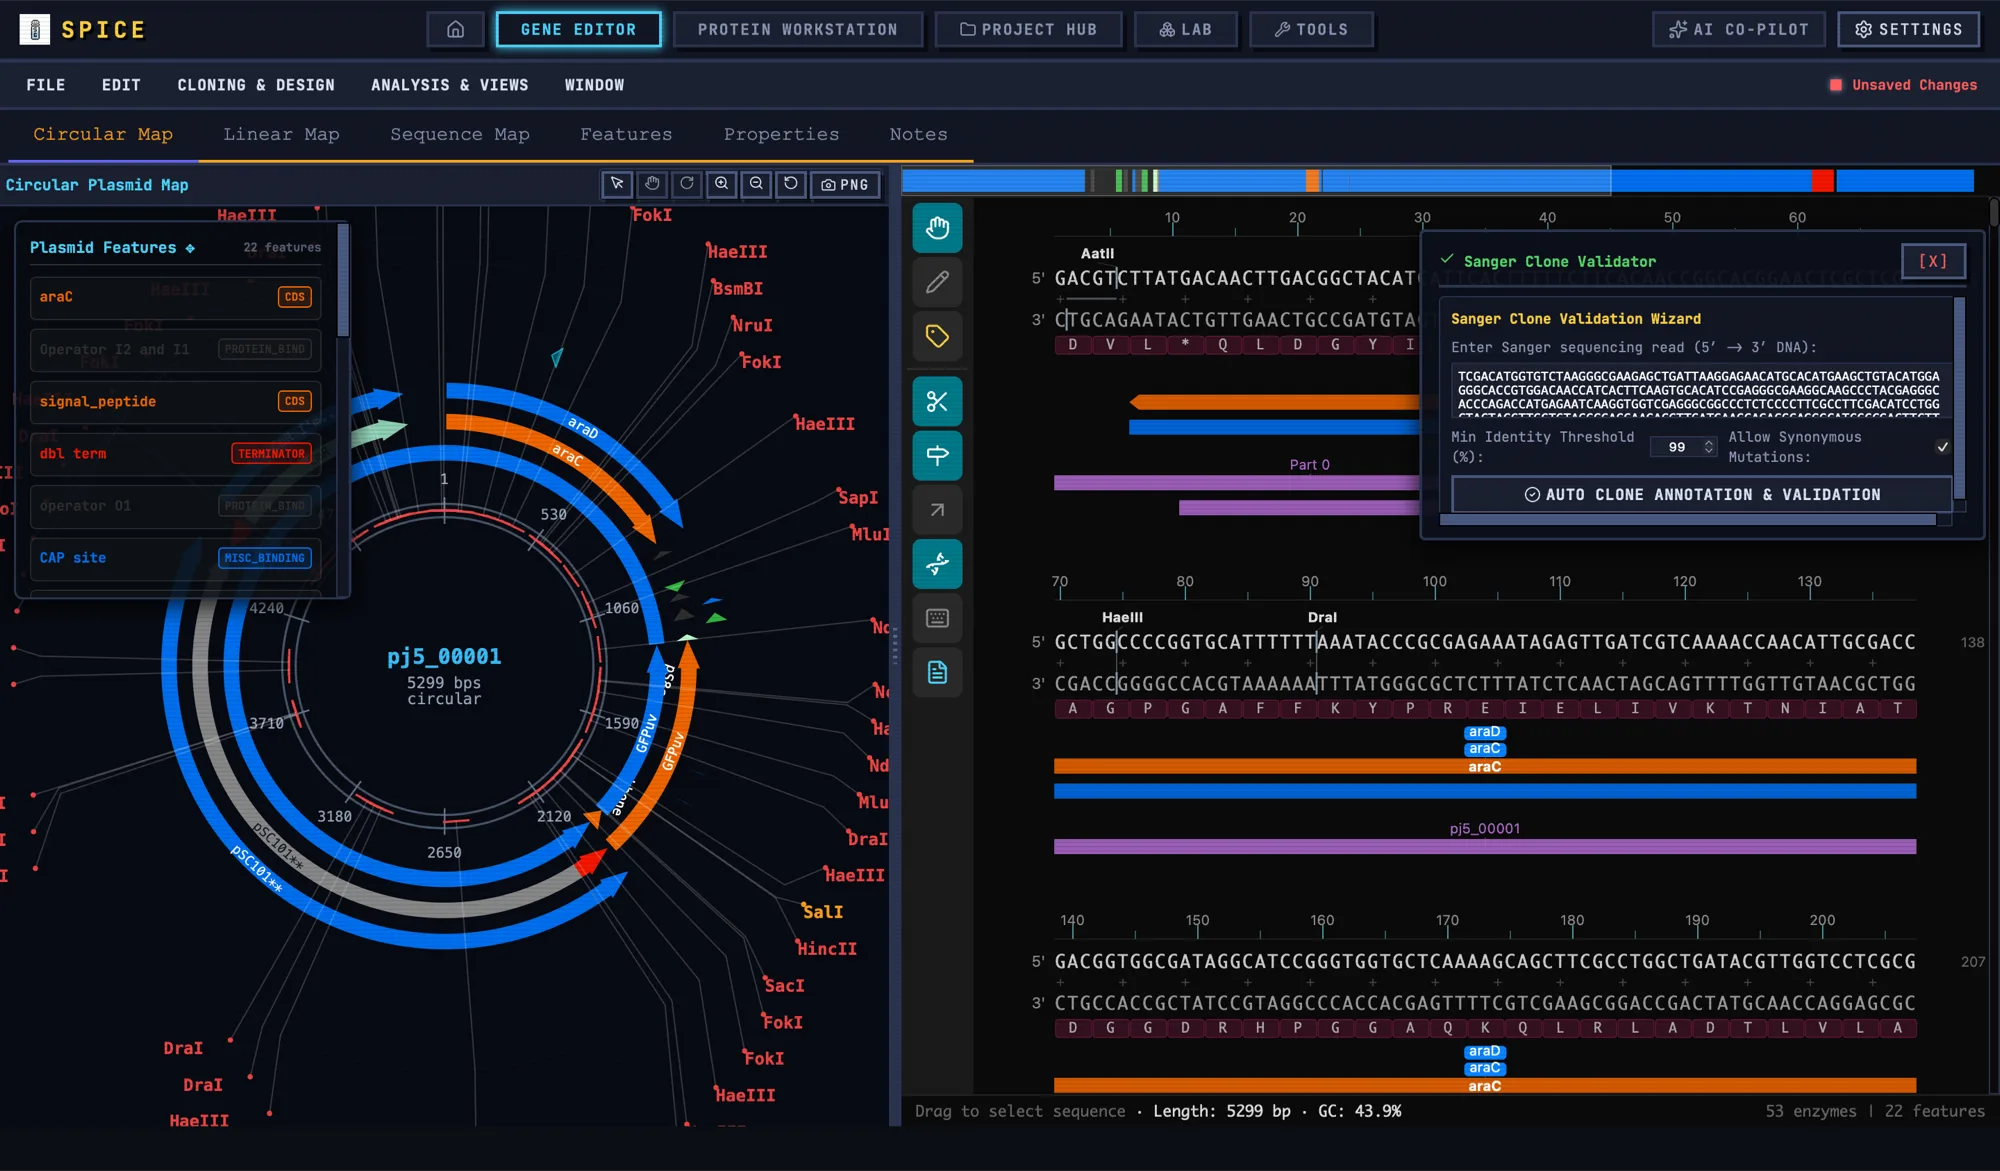 SPICE
GENE EDITOR
PROTEIN WORKSTATION
PROJECT HUB
LAB
TOOLS
AI CO-PILOT
SETTINGS
FILE
EDIT
CLONING & DESIGN
ANALYSIS & VIEWS
WINDOW
Unsaved Changes
Circular Map
Linear Map
Sequence Map
Features
Properties
Notes
Circular Plasmid Map
PNG
HaeIII
Plasmid Features
22 features
araC
CDS
Operator I2 and I1
PROTEIN_BIND
signal_peptide
CDS
dbl term
TERMINATOR
operator O1
PROTEIN_BIND
CAP site
MISC_BINDING
FokI
HaeIII
BsmBI
NruI
FokI
HaeIII
SapI
MluI
DraI
HaeIII
SalI
HincII
SacI
FokI
FokI
HaeIII
DraI
DraI
HaeIII
araD
araC
1
530
1060
1590
2120
2650
3180
3710
4240
pj5_00001
5299 bps
circular
GFPuv
GFPuv
pSC101**
pSC101**
10 20 30 40 50 60
AatII
5' GACGTCTTATGACAACTTGACGGCTACAT
3' CTGCAGAATACTGTTGAACTGCCGATGTA
D V L * Q L D G Y I
Part 0
Sanger Clone Validator
[X]
Sanger Clone Validation Wizard
Enter Sanger sequencing read (5′ → 3′ DNA):
TCGACATGGTGTCTAAGGGCGAAGAGCTGATTAAGGAGAACATGCACATGAAGCTGTACATGGA
GGGCACCGTGGACAACCATCACTTCAAGTGCACATCCGAGGGCGAAGGCAAGCCCTACGAGGGC
ACCCAGACCATGAGAATCAAGGTGGTCGAGGGCGGCCCTCTCCCCTTCGCCTTCGACATCCTGG
Min Identity Threshold (%):
99
Allow Synonymous Mutations:
AUTO CLONE ANNOTATION & VALIDATION
70 80 90 100 110 120 130
HaeIII DraI
5' GCTGGCCCCGGTGCATTTTTTAAATACCCGCGAGAAATAGAGTTGATCGTCAAAACCAACATTGCGACC 138
3' CGACCGGGGCCACGTAAAAAATTTATGGGCGCTCTTTATCTCAACTAGCAGTTTTGGTTGTAACGCTGG
A G P G A F F K Y P R E I E L I V K T N I A T
araD
araC
araC
pj5_00001
140 150 160 170 180 190 200
5' GACGGTGGCGATAGGCATCCGGGTGGTGCTCAAAAGCAGCTTCGCCTGGCTGATACGTTGGTCCTCGCG 207
3' CTGCCACCGCTATCCGTAGGCCCACCACGAGTTTTCGTCGAAGCGGACCGACTATGCAACCAGGAGCGC
D G G D R H P G G A Q K Q L R L A D T L V L A
araD
araC
araC
Drag to select sequence · Length: 5299 bp · GC: 43.9%
53 enzymes | 22 features